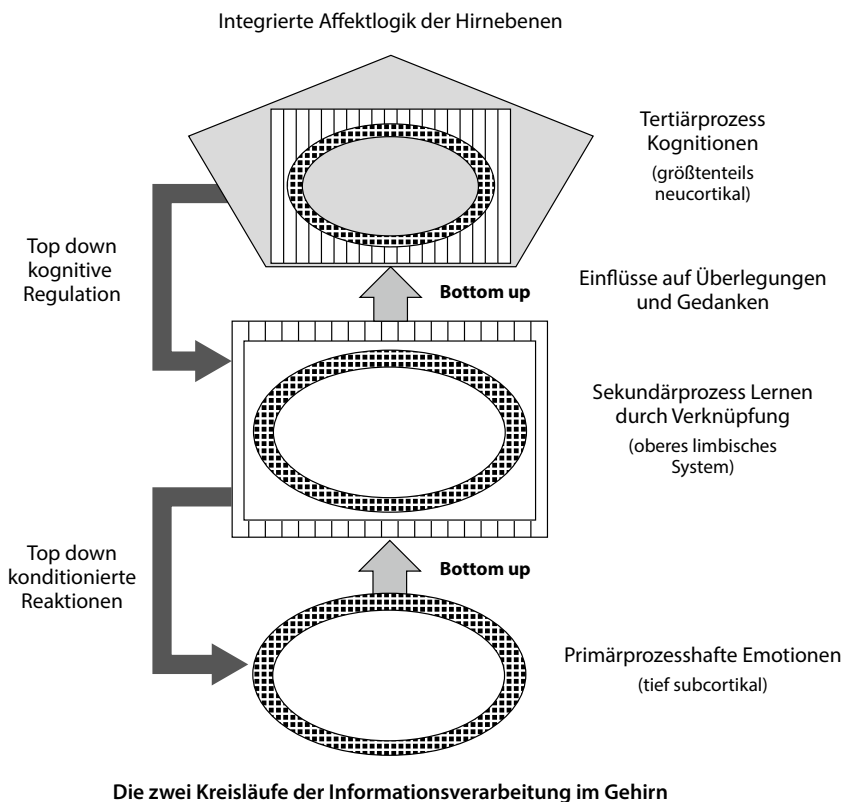 Integrierte Affektlogik der Hirnebenen
Tertiärprozess
Kognitionen
(größtenteils
neucortikal)
Top down
kognitive
Regulation
Bottom up
Einflüsse auf Überlegungen
und Gedanken
Sekundärprozess Lernen
durch Verknüpfung
(oberes limbisches
System)
Top down
konditionierte
Reaktionen
Bottom up
Primärprozesshafte Emotionen
(tief subcortikal)
Die zwei Kreisläufe der Informationsverarbeitung im Gehirn